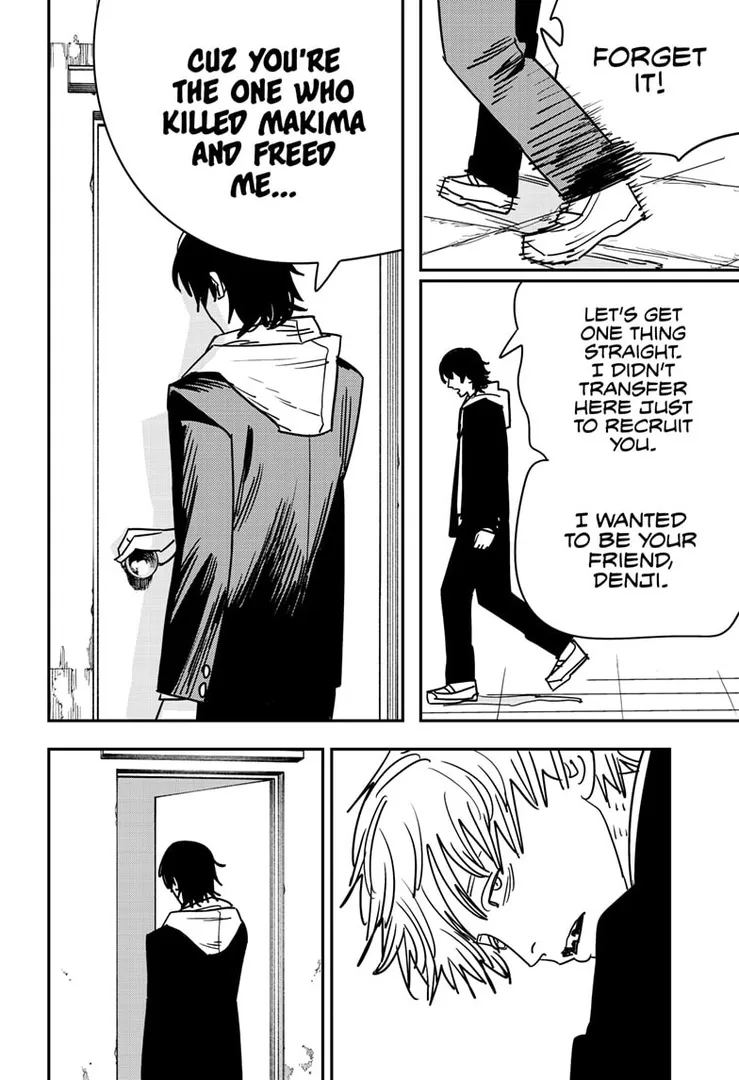 FORGET
IT!
LET'S GET
ONE THING
STRAIGHT.
I DIDN'T
TRANSFER
HERE JUST
TO RECRUIT
YOU.
I WANTED
TO BE YOUR
FRIEND,
DENJI.
CUZ YOU'RE
THE ONE WHO
KILLED MAKIMA
AND FREED
ME...